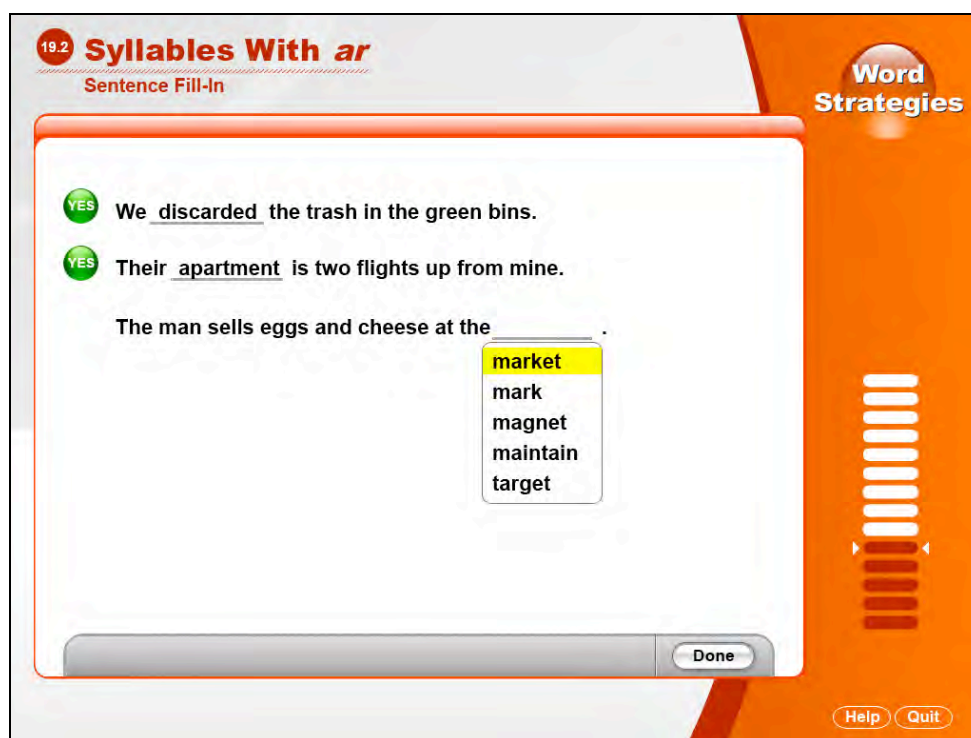 19.2 Syllables With ar
Sentence Fill-In
Word
Strategies
YES We discarded the trash in the green bins.
YES Their apartment is two flights up from mine.
The man sells eggs and cheese at the__________ .
market
mark
magnet
maintain
target
Done
Help Quit